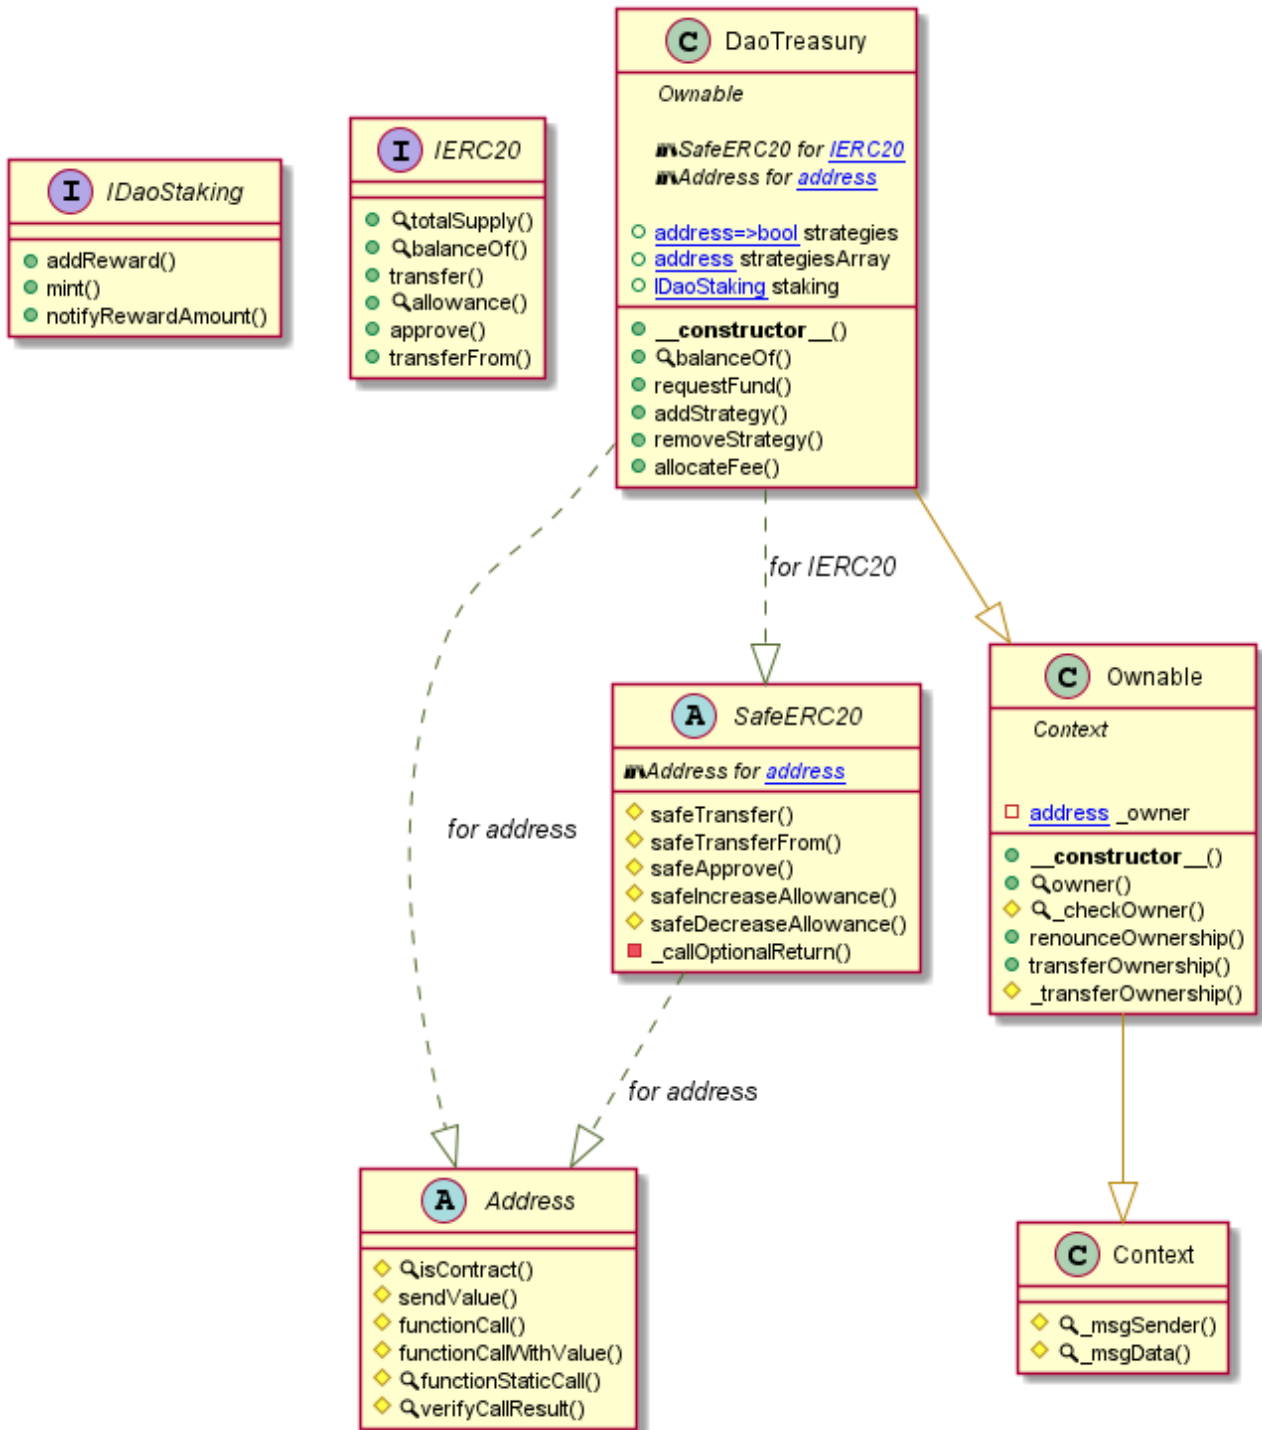 I IDaoStaking
addReward()
mint()
notifyRewardAmount()
I IERC20
totalSupply()
balanceOf()
transfer()
allowance()
approve()
transferFrom()
C DaoTreasury
Ownable
SafeERC20 for IERC20
Address for address
address=>bool strategies
address strategiesArray
IDaoStaking staking
__constructor__()
balanceOf()
requestFund()
addStrategy()
removeStrategy()
allocateFee()
for IERC20
for address
A SafeERC20
Address for address
safeTransfer()
safeTransferFrom()
safeApprove()
safeIncreaseAllowance()
safeDecreaseAllowance()
_callOptionalReturn()
C Ownable
Context
address _owner
__constructor__()
owner()
_checkOwner()
renounceOwnership()
transferOwnership()
_transferOwnership()
for address
A Address
isContract()
sendValue()
functionCall()
functionCallWithValue()
functionStaticCall()
verifyCallResult()
C Context
_msgSender()
_msgData()